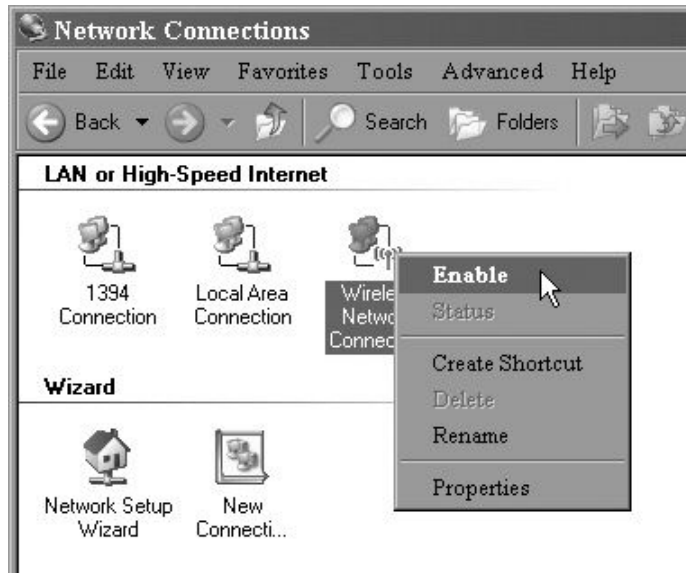 Network Connections
File Edit View Favorites Tools Advanced Help
Back Search Folders
LAN or High-Speed Internet
1394
Connection
Local Area
Connection
Enable
Status
Create Shortcut
Delete
Rename
Properties
Wizard
Network Setup
Wizard
New
Connecti...